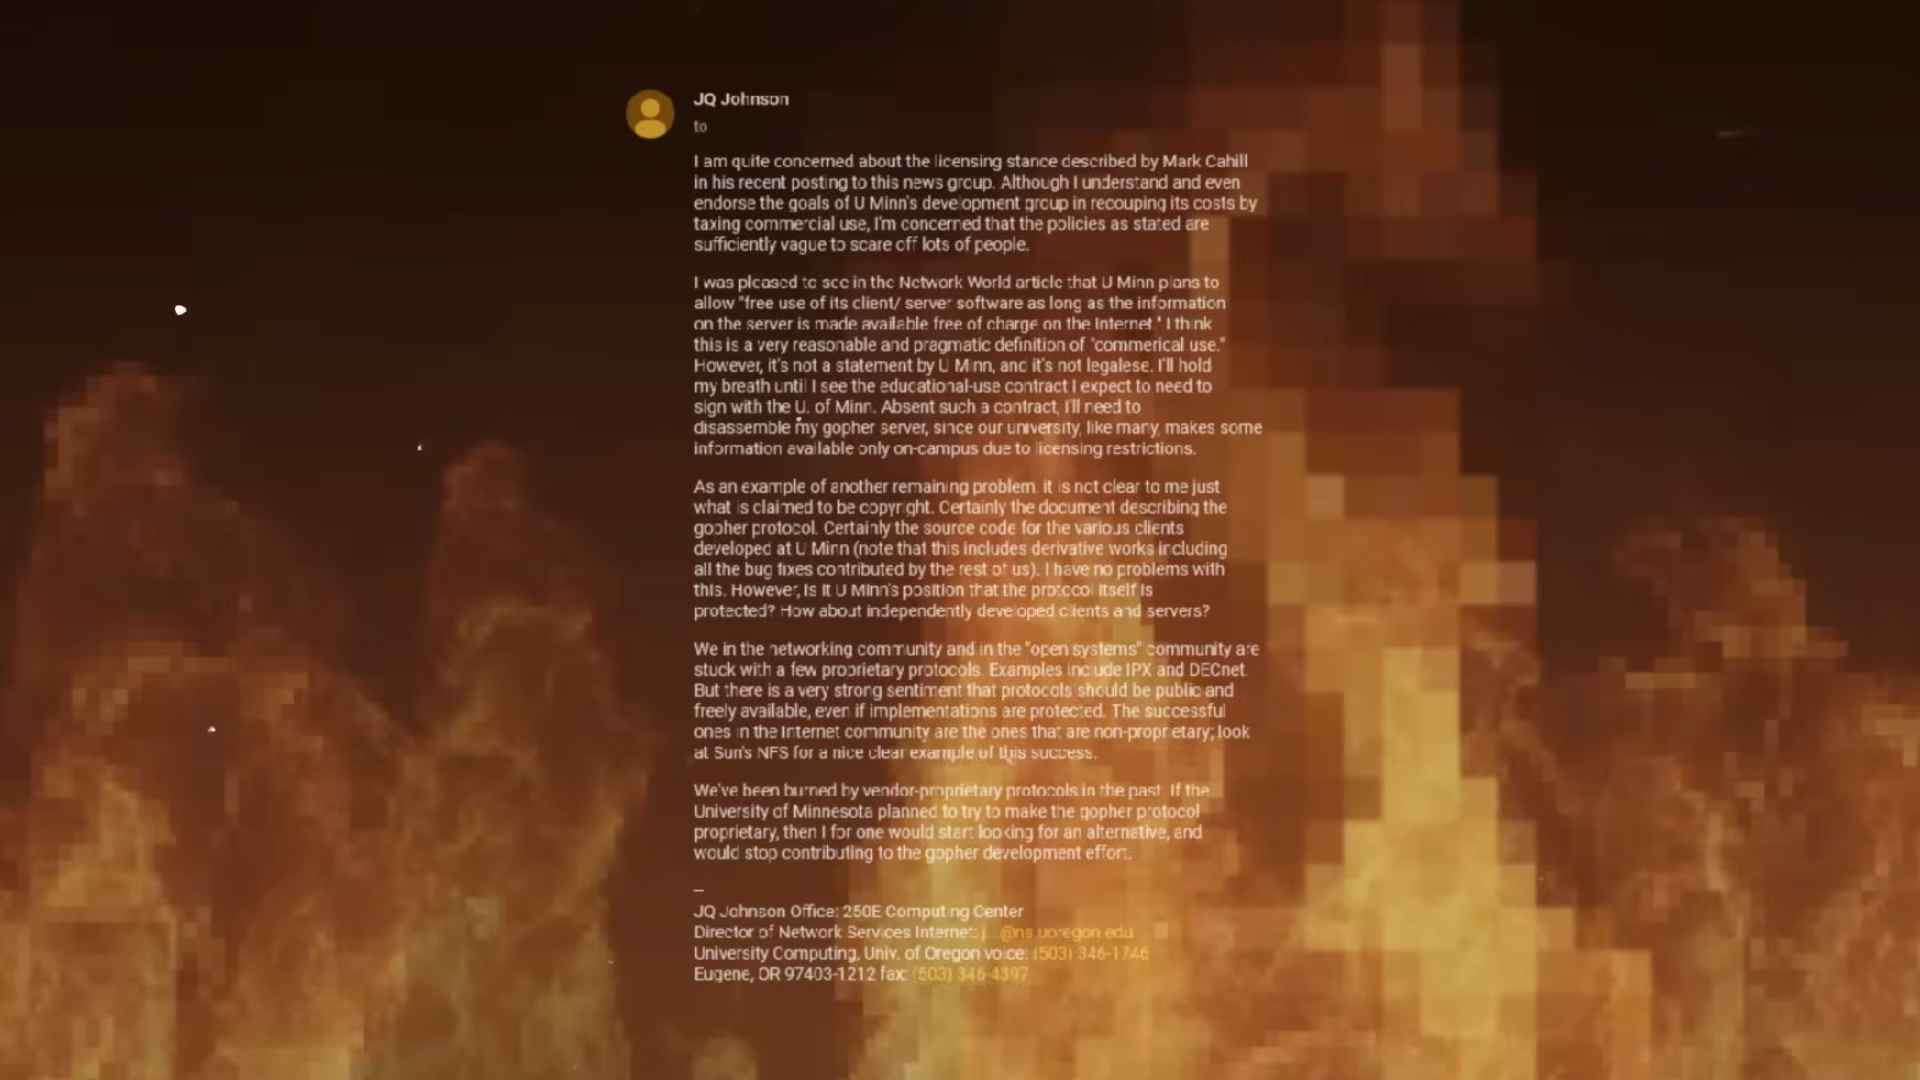 JQ Johnson
to
I am quite concerned about the licensing stance described by Mark Cahill
in his recent posting to this news group. Although I understand and even
endorse the goals of U Minn's development group in recouping its costs by
taxing commercial use, I'm concerned that the policies as stated are
sufficiently vague to scare off lots of people.
I was pleased to see in the Network World article that U Minn plans to
allow "free use of its client/ server software as long as the information
on the server is made available free of charge on the Internet." I think
this is a very reasonable and pragmatic definition of "commerical use."
However, it's not a statement by U Minn, and it's not legalese. I'll hold
my breath until I see the educational-use contract I expect to need to
sign with the U. of Minn. Absent such a contract, I'll need to
disassemble my gopher server, since our university, like many, makes some
information available only on-campus due to licensing restrictions.
As an example of another remaining problem, it is not clear to me just
what is claimed to be copyright. Certainly the document describing the
gopher protocol. Certainly the source code for the various clients
developed at U Minn (note that this includes derivative works including
all the bug fixes contributed by the rest of us). I have no problems with
this. However, is it U Minn's position that the protocol itself is
protected? How about independently developed clients and servers?
We in the networking community and in the "open systems" community are
stuck with a few proprietary protocols. Examples include IPX and DECnet.
But there is a very strong sentiment that protocols should be public and
freely available, even if implementations are protected. The successful
ones in the Internet community are the ones that are non-proprietary; look
at Sun's NFS for a nice clear example of this success.
We've been burned by vendor-proprietary protocols in the past. If the
University of Minnesota planned to try to make the gopher protocol
proprietary, then I for one would start looking for an alternative, and
would stop contributing to the gopher development effort.
--
JQ Johnson Office: 250E Computing Center
Director of Network Services Internet: j...@ns.uoregon.edu
University Computing, Univ. of Oregon voice: (503) 346-1746
Eugene, OR 97403-1212 fax: (503) 346-4397